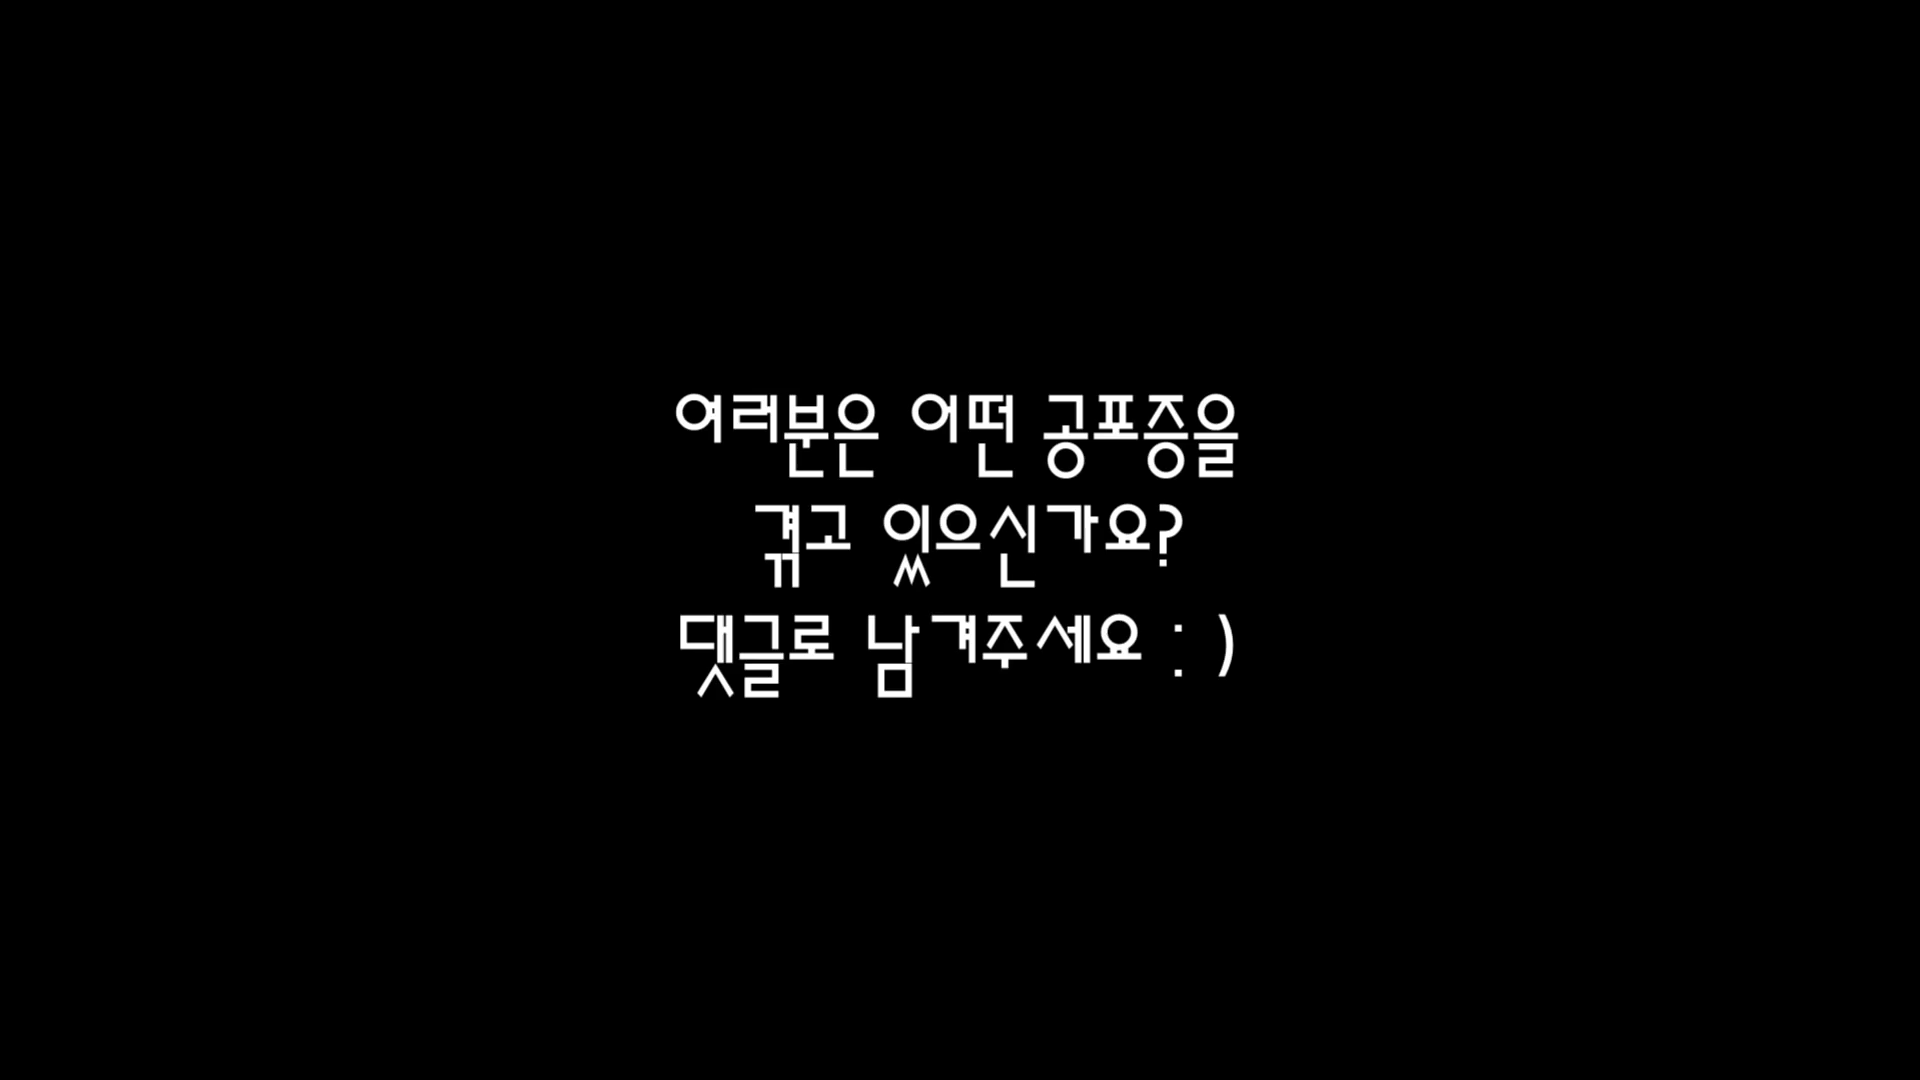 여러분은 어떤 공포증을
겪고 있으신가요?
댓글로 남겨주세요 : )